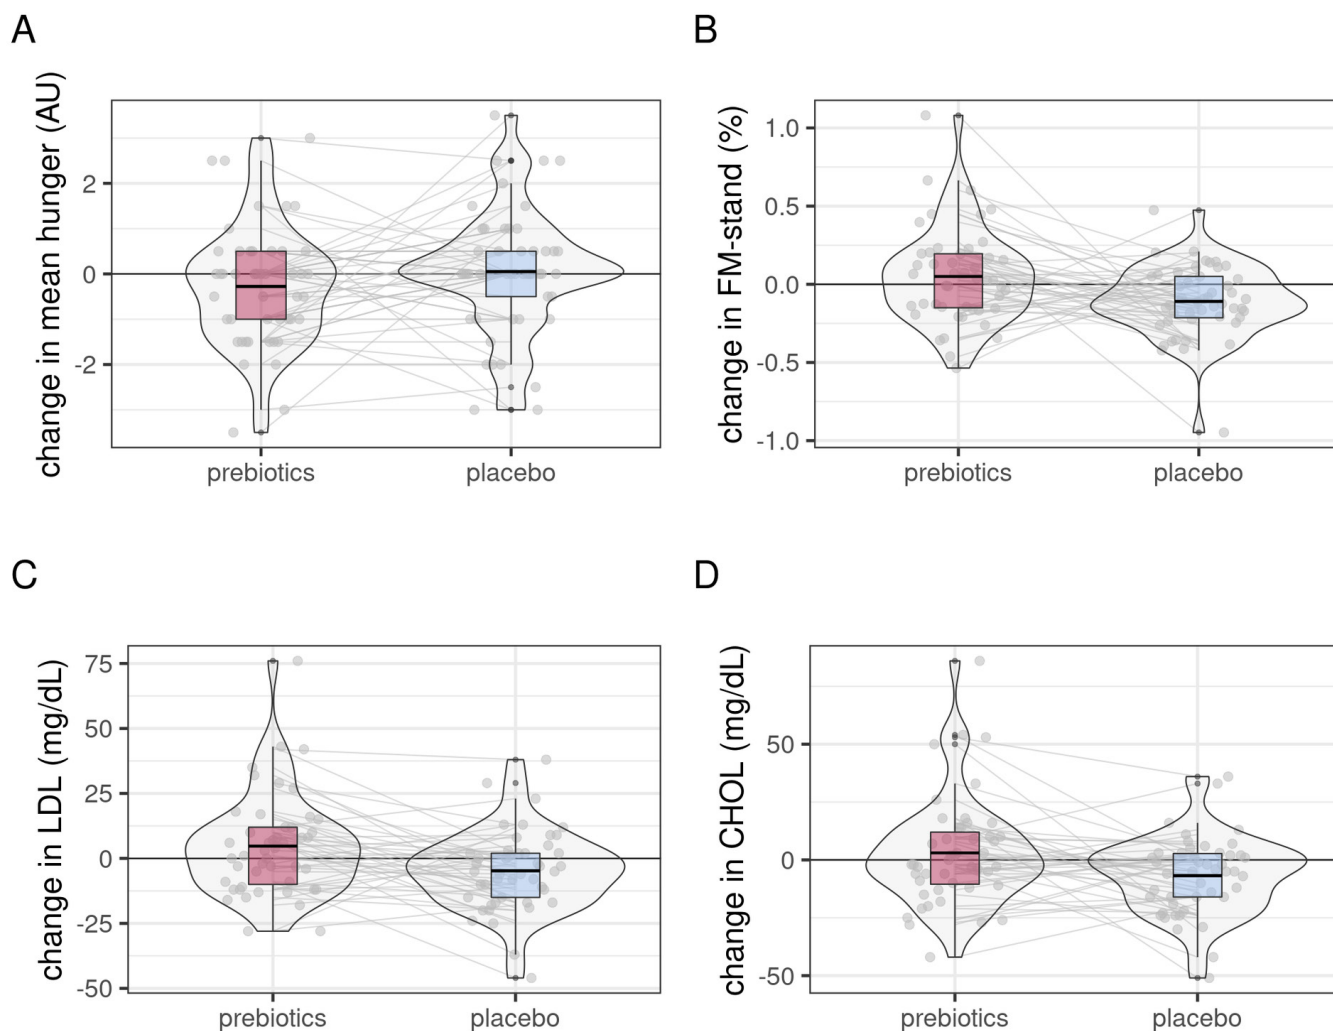 A
change in mean hunger (AU)
2
0
-2
prebiotics
placebo
B
change in FM-stand (%)
1.0
0.5
0.0
-0.5
-1.0
prebiotics
placebo
C
change in LDL (mg/dL)
75
50
25
0
-25
-50
prebiotics
placebo
D
change in CHOL (mg/dL)
50
0
-50
prebiotics
placebo